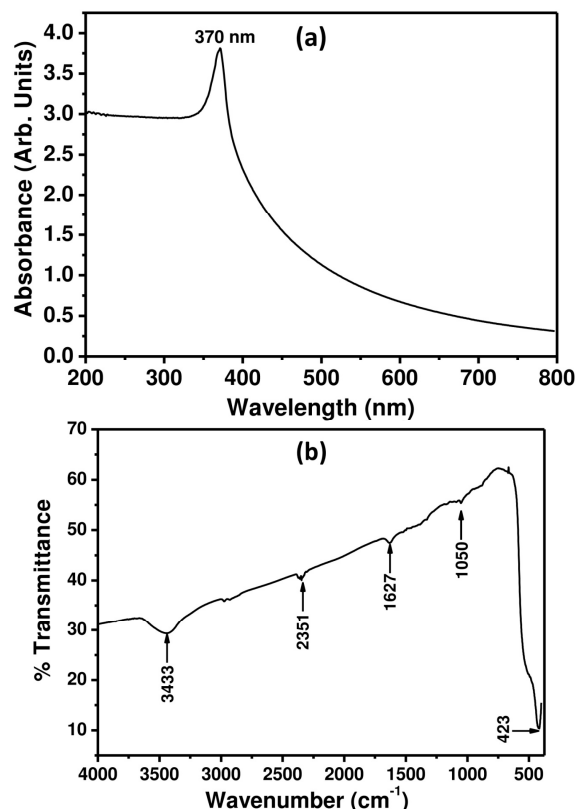 (a)
370 nm
4.0
3.5
3.0
2.5
2.0
1.5
1.0
0.5
0.0
Absorbance (Arb. Units)
200 300 400 500 600 700 800
Wavelength (nm)
(b)
70
60
50
40
30
20
10
% Transmittance
3433
2351
1627
1050
423
4000 3500 3000 2500 2000 1500 1000 500
Wavenumber (cm⁻¹)